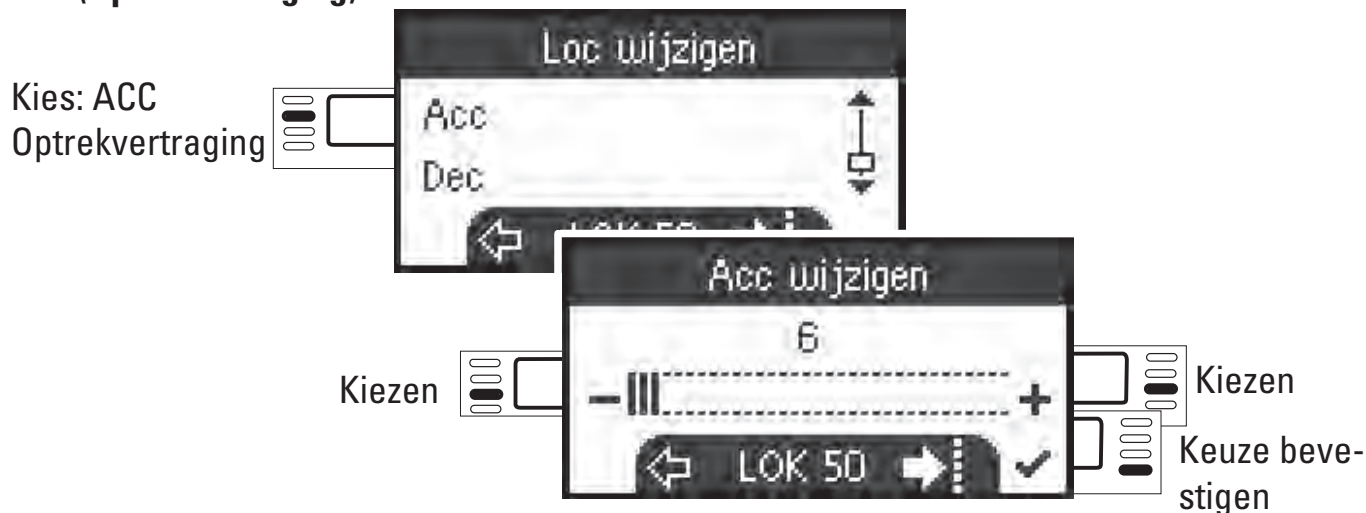 Loc wijzigen
Kies: ACC
Optrekvertraging
Acc
Dec
Acc wijzigen
6
Kiezen
Kiezen
LOK 50
Keuze beve-
stigen